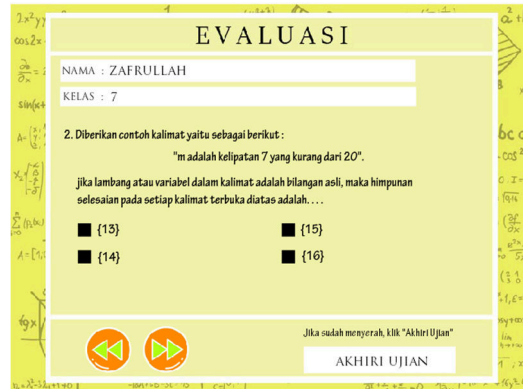 EVALUASI
NAMA : ZAFRULLAH
KELAS : 7
2. Diberikan contoh kalimat yaitu sebagai berikut :
"m adalah kelipatan 7 yang kurang dari 20".
jika lambang atau variabel dalam kalimat adalah bilangan asli, maka himpunan
selesaian pada setiap kalimat terbuka diatas adalah. . . .
{13} {15}
{14} {16}
Jika sudah menyerah, klik "Akhiri Ujian"
AKHIRI UJIAN